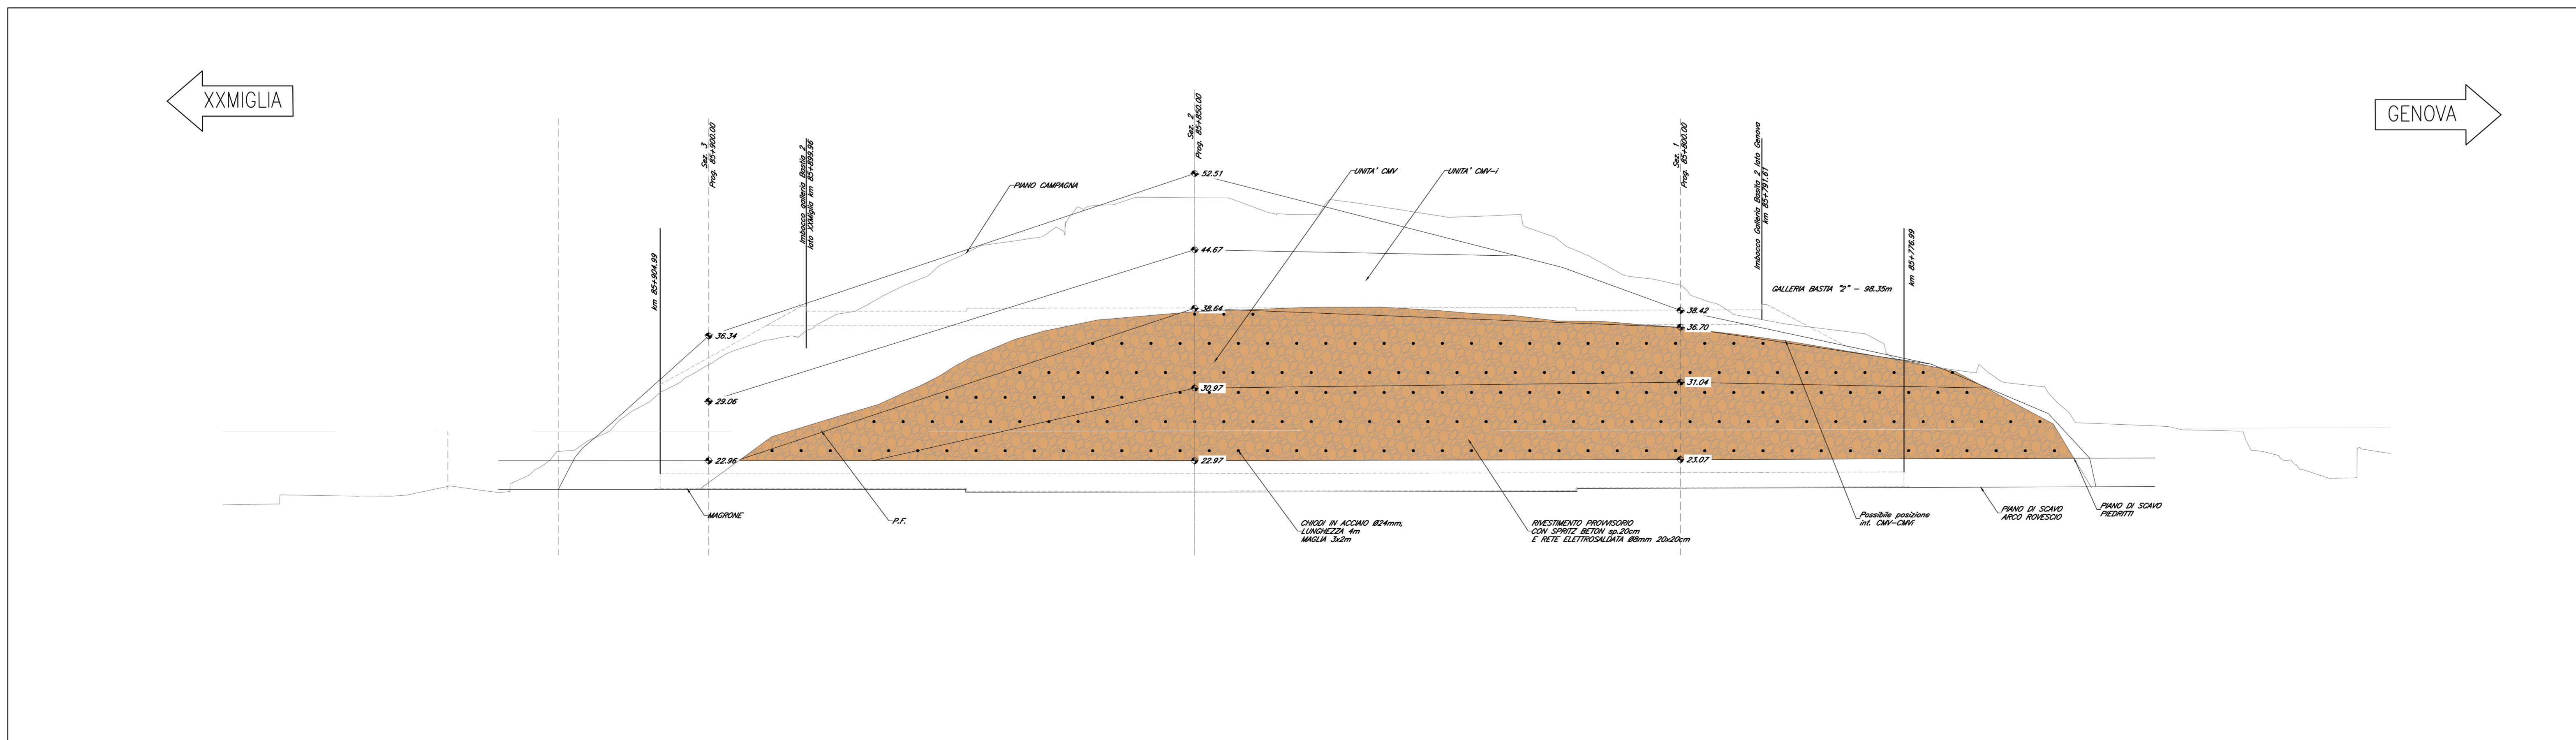 XXMIGLIA
GENOVA
Sez. 3
Prog. 85+900.00
Imbocco galleria Bastia 2
lato XXMiglia km 85+899.96
km 85+904.99
Sez. 2
Prog. 85+850.00
Sez. 1
Prog. 85+800.00
Imbocco Galleria Basita 2 lato Genova
km 85+791.61
km 85+776.99
PIANO CAMPAGNA
UNITA' CMV
UNITA' CMV-i
GALLERIA BASTIA "2" - 98.35m
52.51
44.67
38.64
30.97
22.97
36.34
29.06
22.96
38.42
36.70
31.04
23.07
MAGRONE
P.F.
CHIODI IN ACCIAIO Ø24mm,
LUNGHEZZA 4m
MAGLIA 3x2m
RIVESTIMENTO PROVVISORIO
CON SPRITZ BETON sp.20cm
E RETE ELETTROSALDATA Ø8mm 20x20cm
Possibile posizione
int. CMV-CMVi
PIANO DI SCAVO
ARCO ROVESCIO
PIANO DI SCAVO
PIEDRITTI